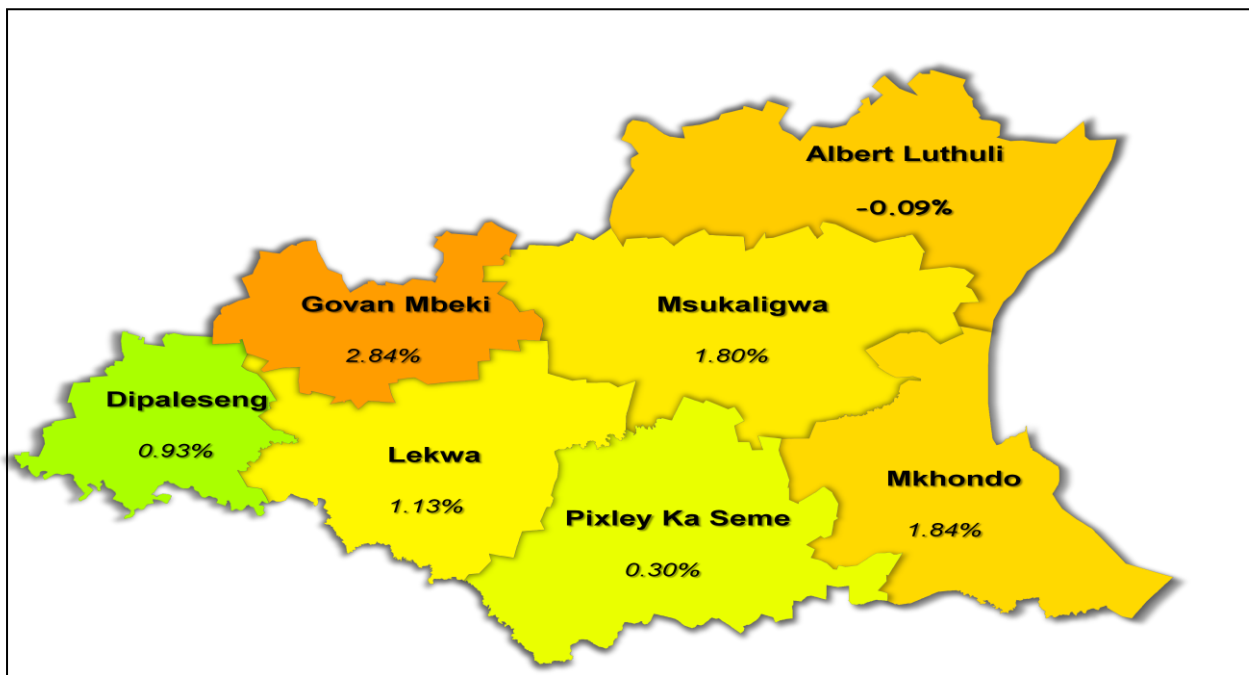 Albert Luthuli
-0.09%
Govan Mbeki
2.84%
Msukaligwa
1.80%
Dipaleseng
0.93%
Lekwa
1.13%
Mkhondo
1.84%
Pixley Ka Seme
0.30%